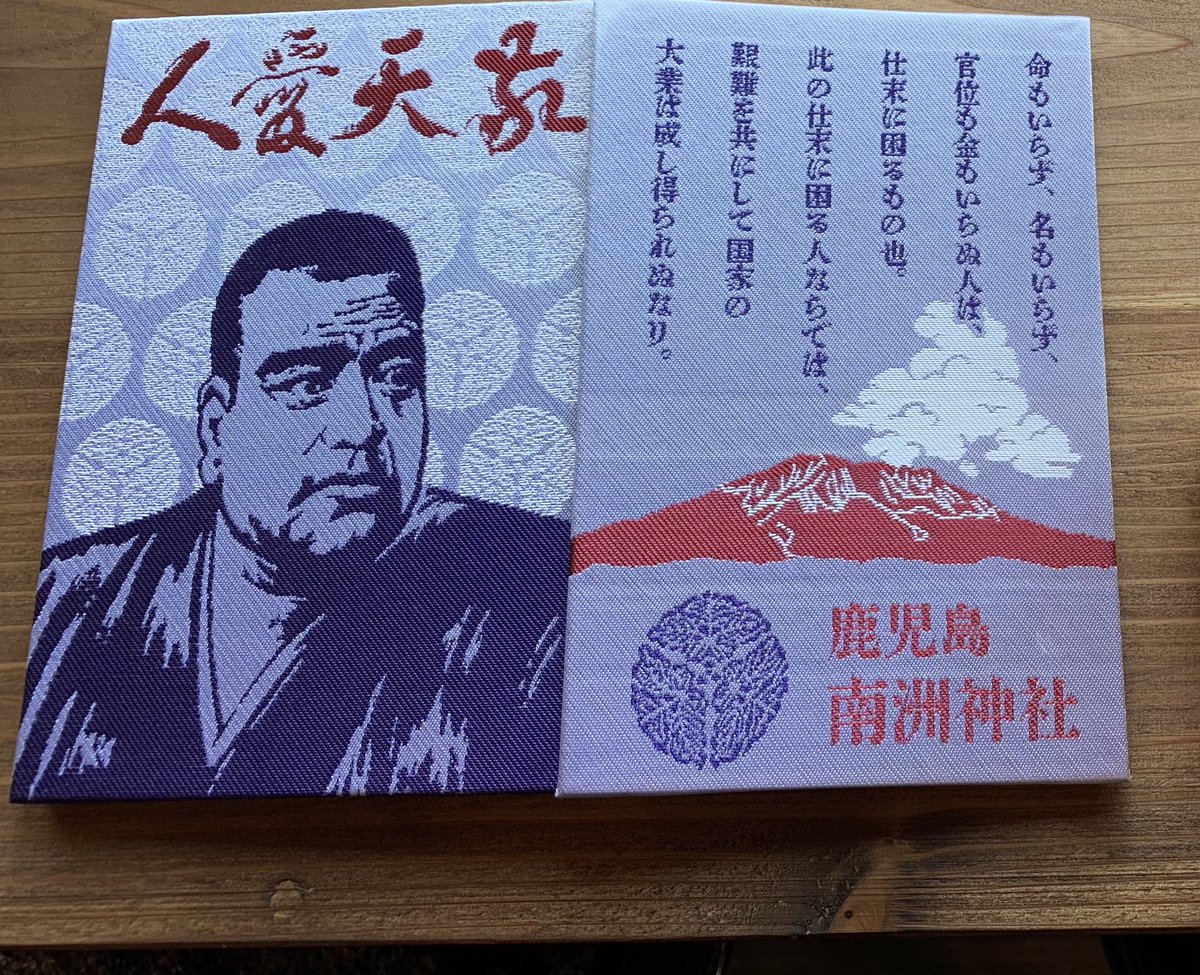 敬天愛人
命もいらず、名もいらず、
官位も金もいらぬ人は、
仕末に困るもの也。
此の仕末に困る人ならでは、
艱難を共にして国家の
大業は成し得られぬなり。
鹿児島
南洲神社